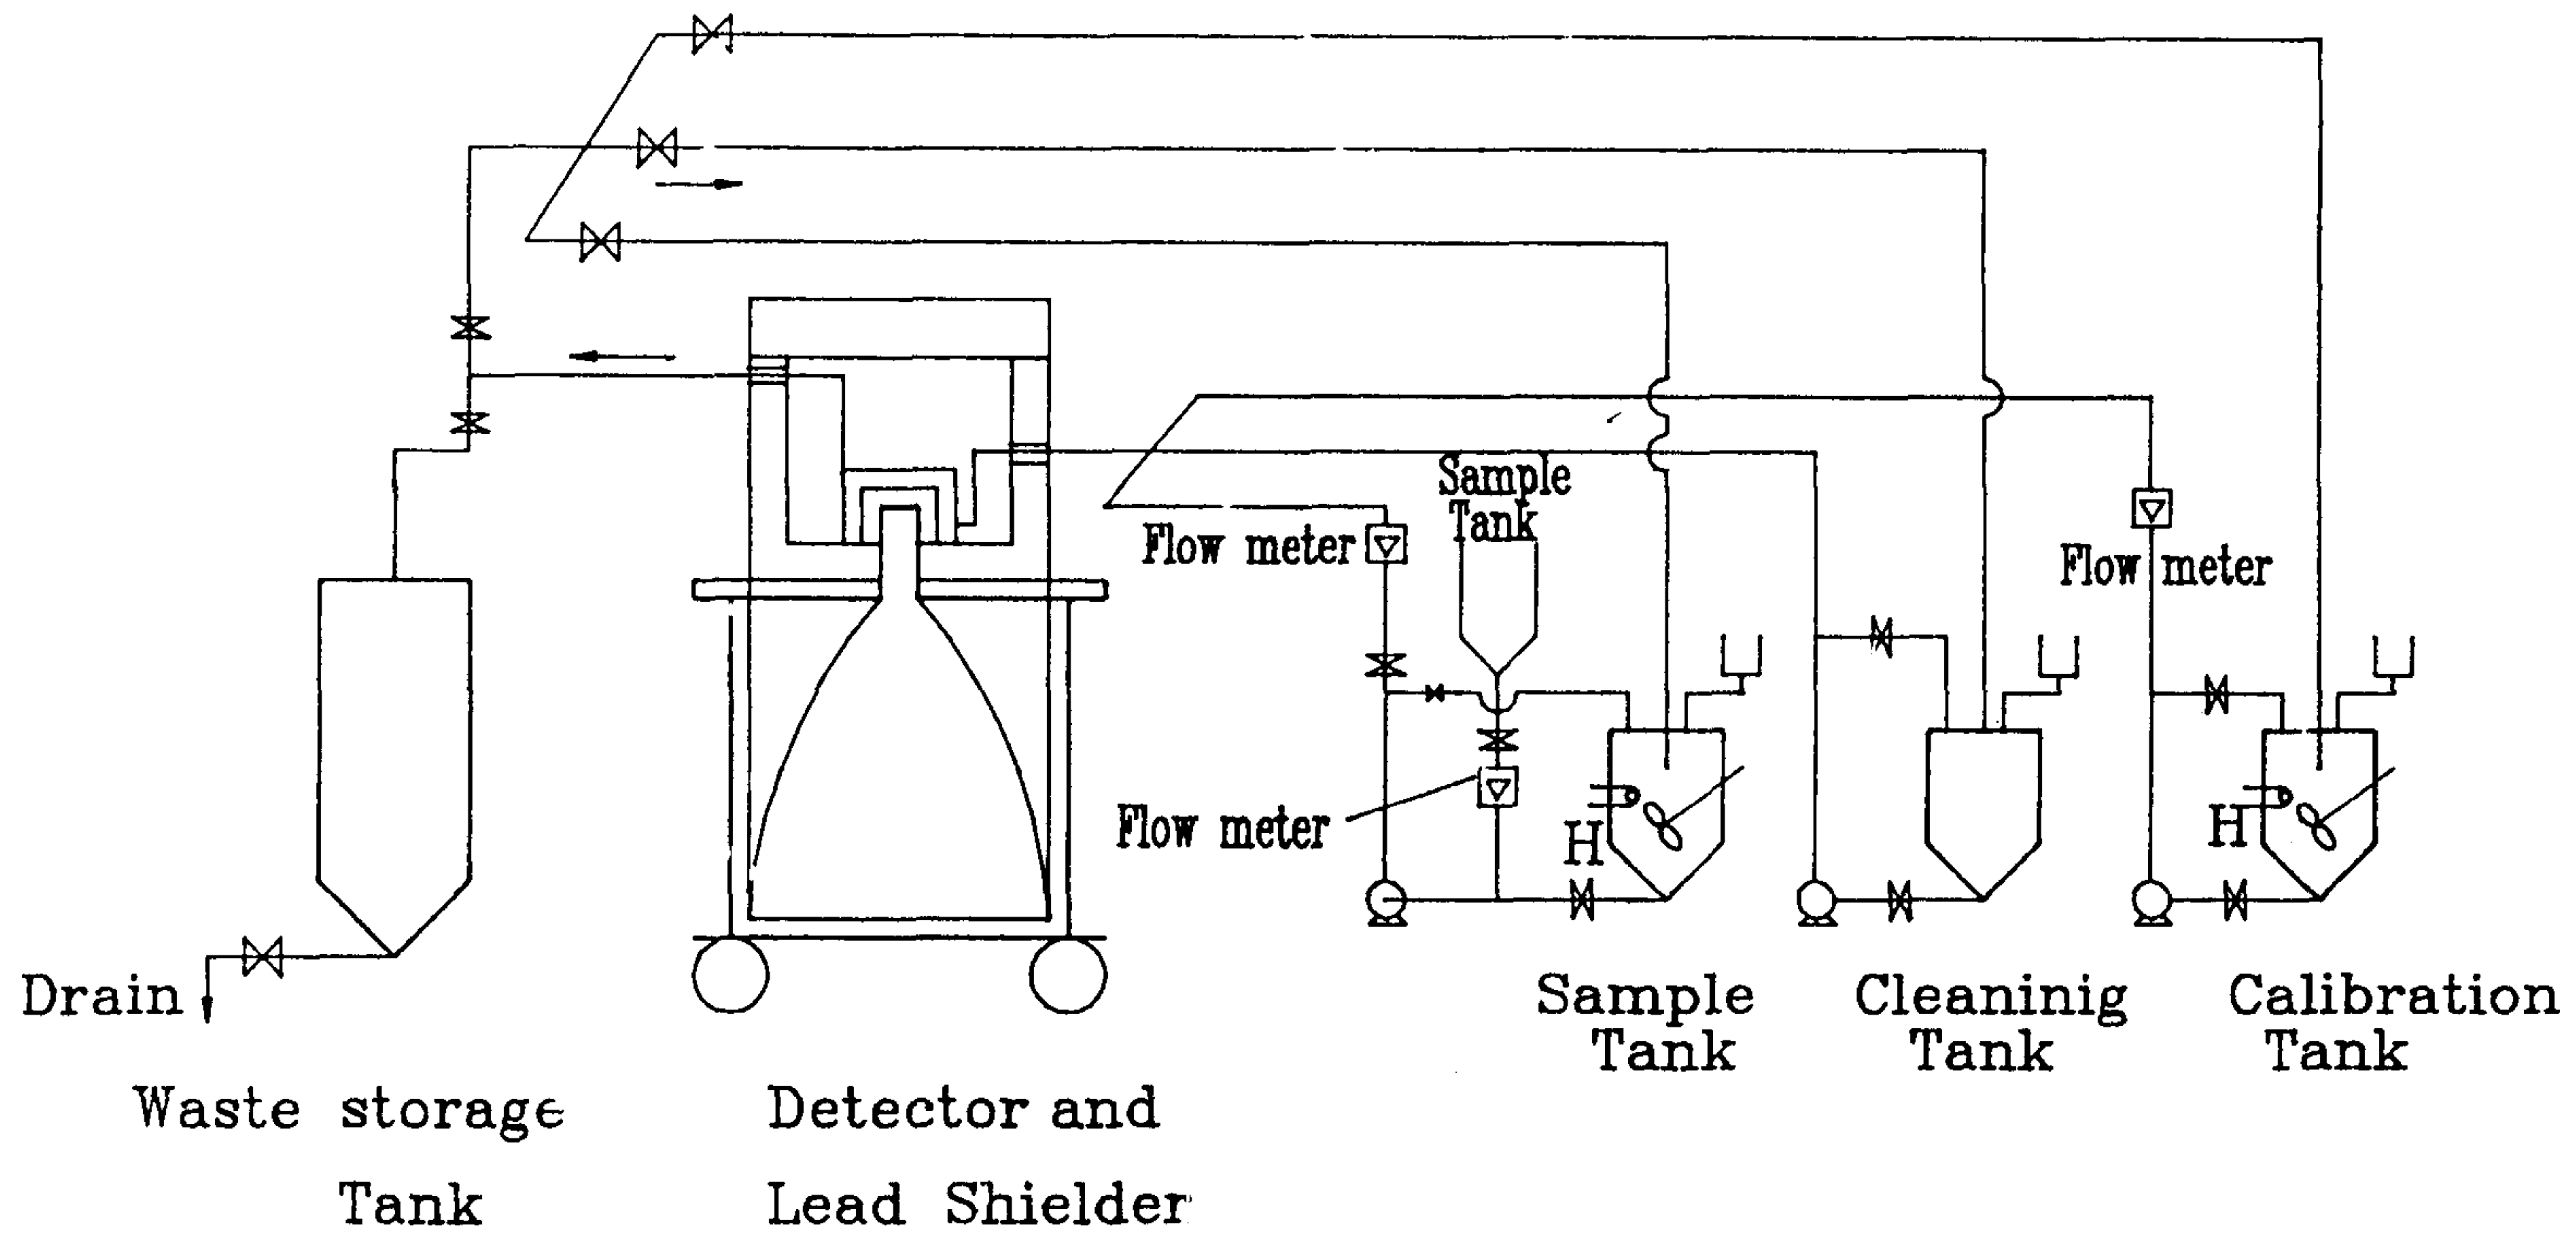 Sample
Tank
Flow meter
Flow meter
Flow meter
H
H
Drain
Sample
Tank
Cleaninig
Tank
Calibration
Tank
Waste storage
Tank
Detector and
Lead Shielder